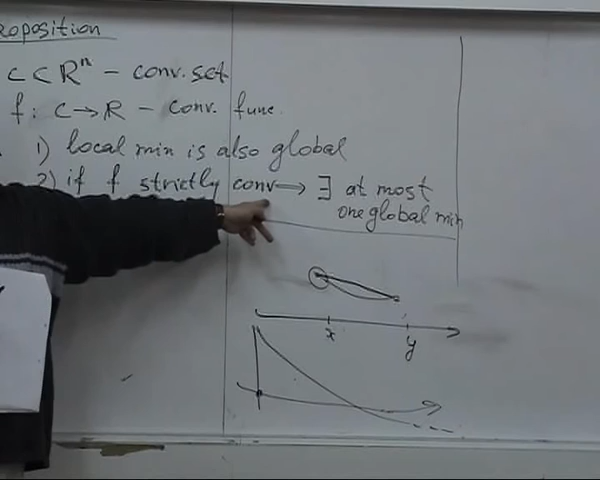 roposition
C ⊂ R^n - conv. set
f: C → R - conv. func.
1) local min is also global
2) if f strictly conv → ∃ at most
one global min
x
y